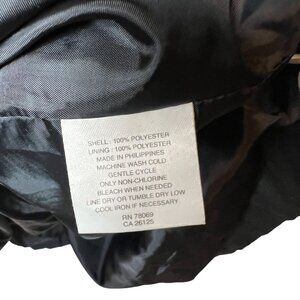 SHELL: 100% POLYESTER
LINING: 100% POLYESTER
MADE IN PHILIPPINES
MACHINE WASH COLD
GENTLE CYCLE
ONLY NON-CHLORINE
BLEACH WHEN NEEDED
LINE DRY OR TUMBLE DRY LOW
COOL IRON IF NECESSARY
RN 78069
CA 26125